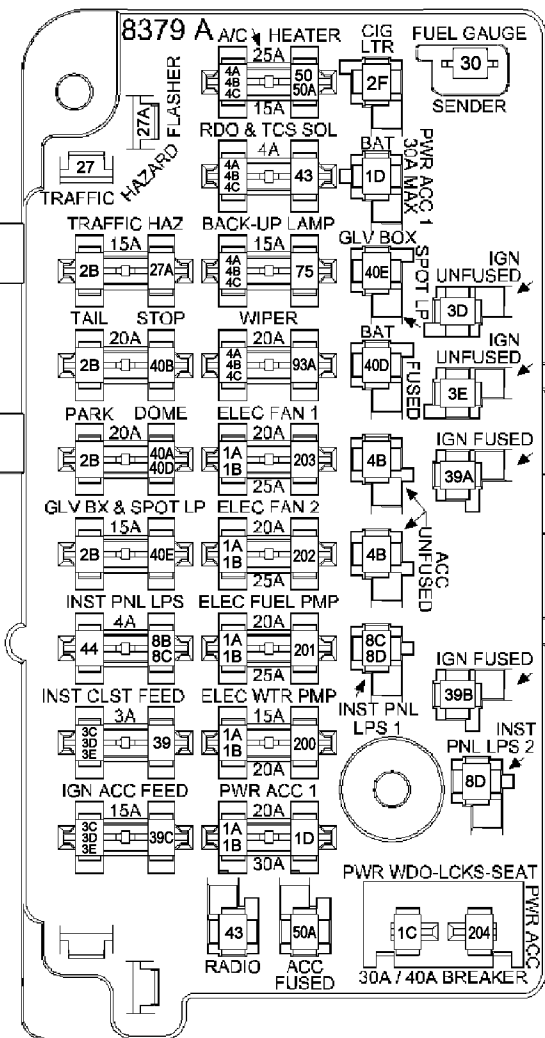 8379 A
A/C HEATER
25A
4A
4B
4C
50
50A
15A
CIG
LTR
2F
FUEL GAUGE
30
SENDER
27A
HAZARD FLASHER
27
TRAFFIC
RDO & TCS SOL
4A
4A
4B
4C
43
BAT
1D
PWR ACC 1
30A MAX
TRAFFIC HAZ
15A
2B
27A
BACK-UP LAMP
15A
4A
4B
4C
75
GLV BOX
40E
SPOT LP
IGN
UNFUSED
3D
TAIL STOP
20A
2B
40B
WIPER
20A
4A
4B
4C
93A
BAT
40D
FUSED
IGN
UNFUSED
3E
PARK DOME
20A
2B
40A
40D
ELEC FAN 1
20A
1A
1B
203
25A
4B
IGN FUSED
39A
GLV BX & SPOT LP
15A
2B
40E
ELEC FAN 2
20A
1A
1B
202
25A
4B
ACC
UNFUSED
INST PNL LPS
4A
44
8B
8C
ELEC FUEL PMP
20A
1A
1B
201
25A
8C
8D
INST PNL
LPS 1
IGN FUSED
39B
INST CLST FEED
3A
3C
3D
3E
39
ELEC WTR PMP
15A
1A
1B
200
20A
INST
PNL LPS 2
8D
IGN ACC FEED
15A
3C
3D
3E
39C
PWR ACC 1
20A
1A
1B
1D
30A
43
RADIO
50A
ACC
FUSED
PWR WDO-LCKS-SEAT
1C
204
PWR ACC
30A / 40A BREAKER